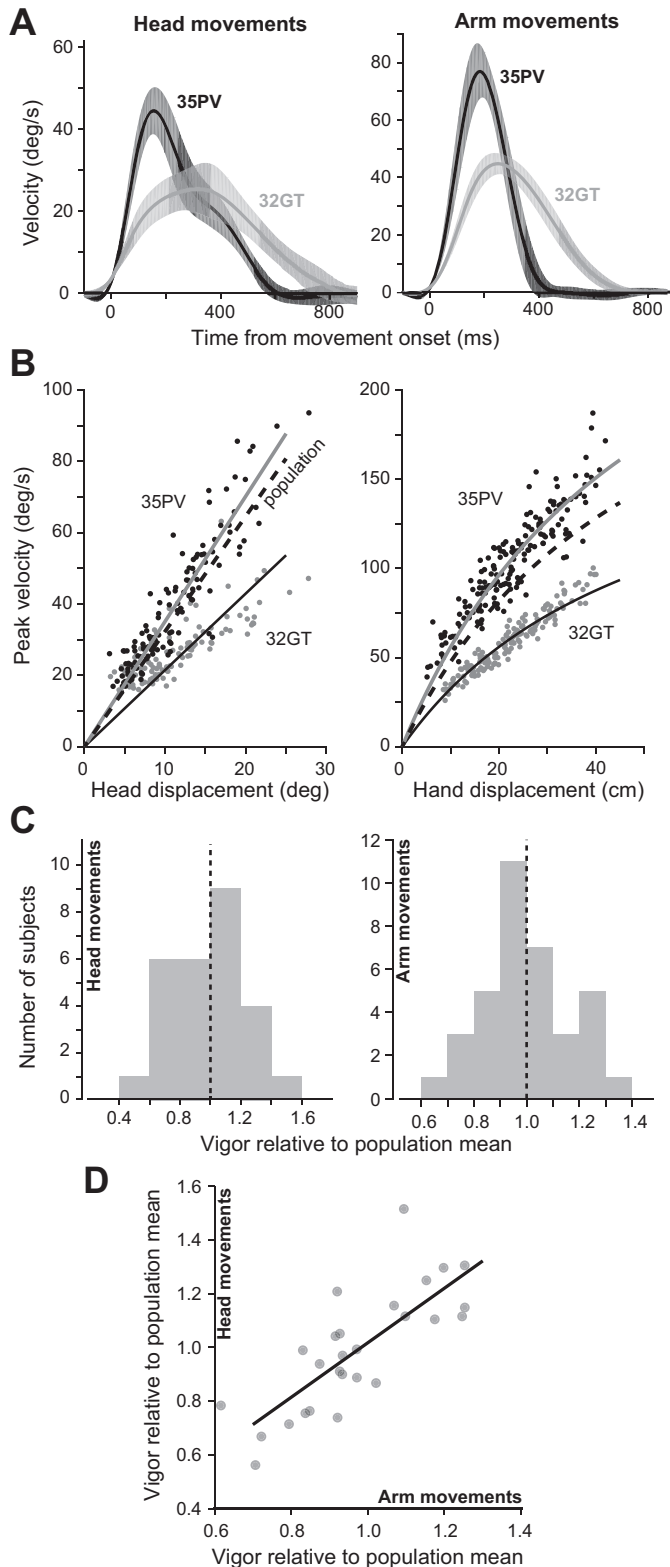 A
Head movements
Arm movements
60
40
20
0
Velocity (deg/s)
35PV
32GT
0
400
800
80
60
40
20
0
35PV
32GT
0
400
800
Time from movement onset (ms)
B
100
80
60
40
20
0
Peak velocity (deg/s)
35PV
population
32GT
0
10
20
30
Head displacement (deg)
200
150
100
50
0
35PV
32GT
0
20
40
Hand displacement (cm)
C
Head movements
10
8
6
4
2
0
Number of subjects
0.4
0.8
1.2
1.6
Arm movements
12
10
8
6
4
2
0
0.6
0.8
1.0
1.2
1.4
Vigor relative to population mean
D
1.6
1.4
1.2
1.0
0.8
0.6
0.4
Vigor relative to population mean
Head movements
Arm movements
0.6
0.8
1.0
1.2
1.4
Vigor relative to population mean